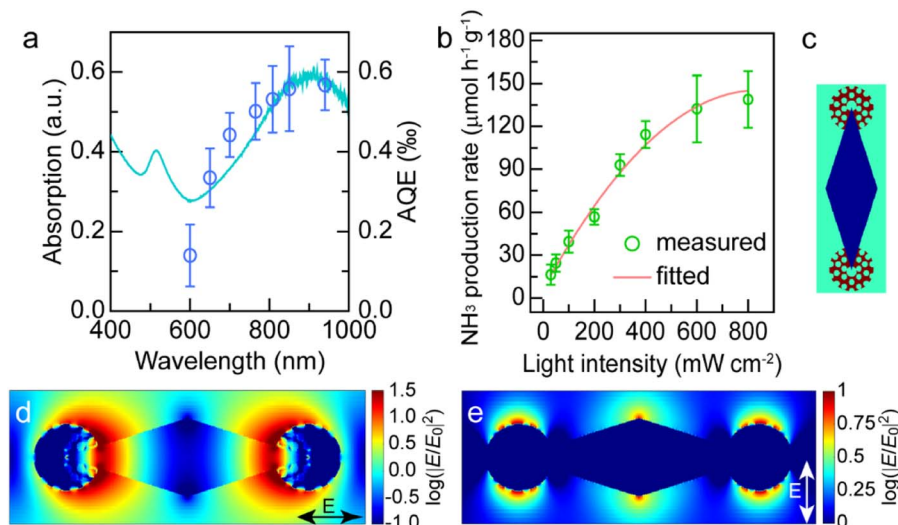 a
0.6
0.4
0.2
0.0
Absorption (a.u.)
0.6
0.4
0.2
0.0
AQE (‰)
400 600 800 1000
Wavelength (nm)
b
180
150
120
90
60
30
0
NH₃ production rate (μmol h⁻¹ g⁻¹)
measured
fitted
0 200 400 600 800
Light intensity (mW cm⁻²)
c
d
E
1.5
1.0
0.5
0.0
-0.5
-1.0
log(|E/E₀|²)
e
E
1
0.75
0.5
0.25
0
log(|E/E₀|²)